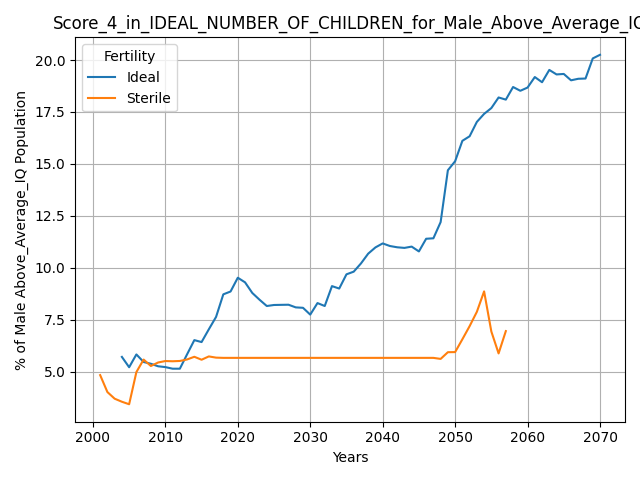 Score_4_in_IDEAL_NUMBER_OF_CHILDREN_for_Male_Above_Average_IQ
Fertility
Ideal
Sterile
% of Male Above_Average_IQ Population
20.0
17.5
15.0
12.5
10.0
7.5
5.0
2000 2010 2020 2030 2040 2050 2060 2070
Years